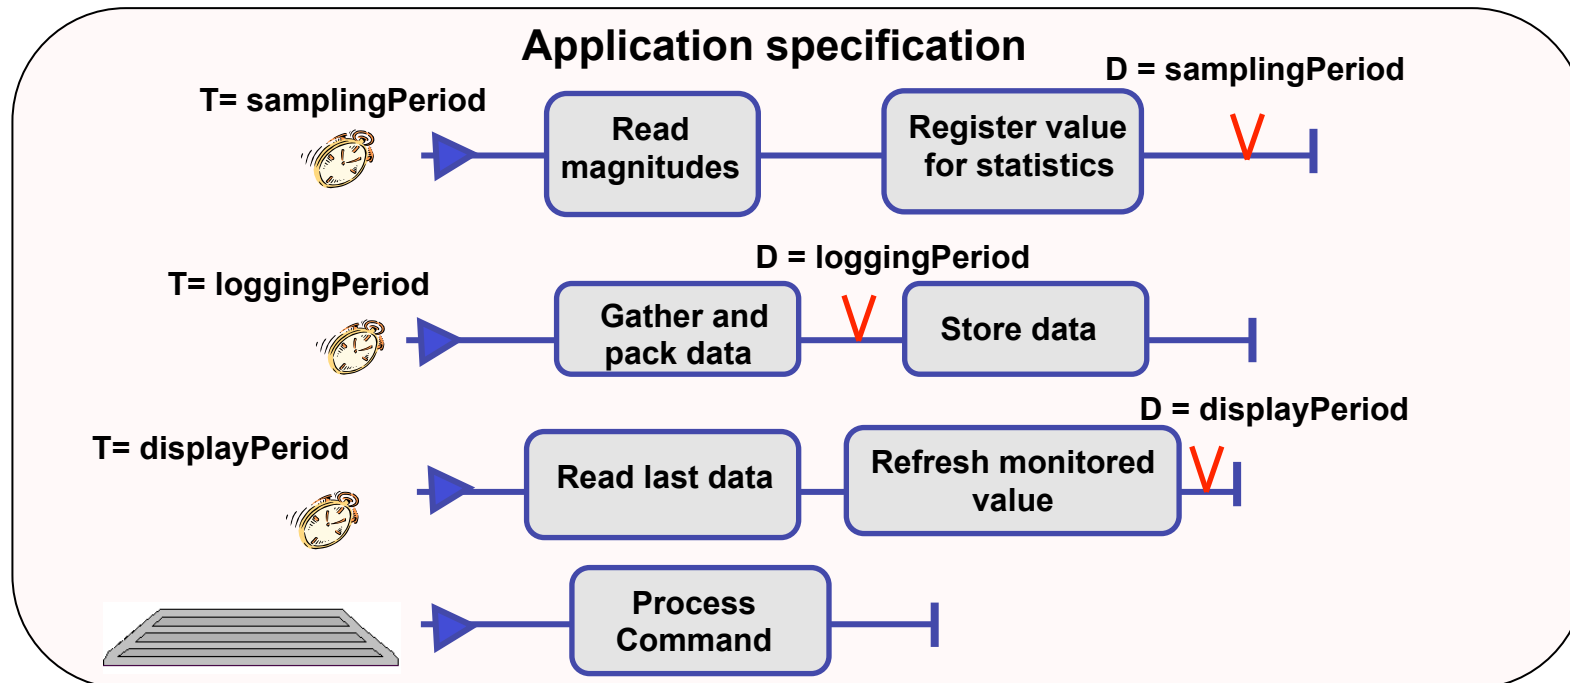 Application specification
D = samplingPeriod
T= samplingPeriod
Read
magnitudes
Register value
for statistics
D = loggingPeriod
T= loggingPeriod
Gather and
pack data
Store data
D = displayPeriod
T= displayPeriod
Read last data
Refresh monitored
value
Process
Command